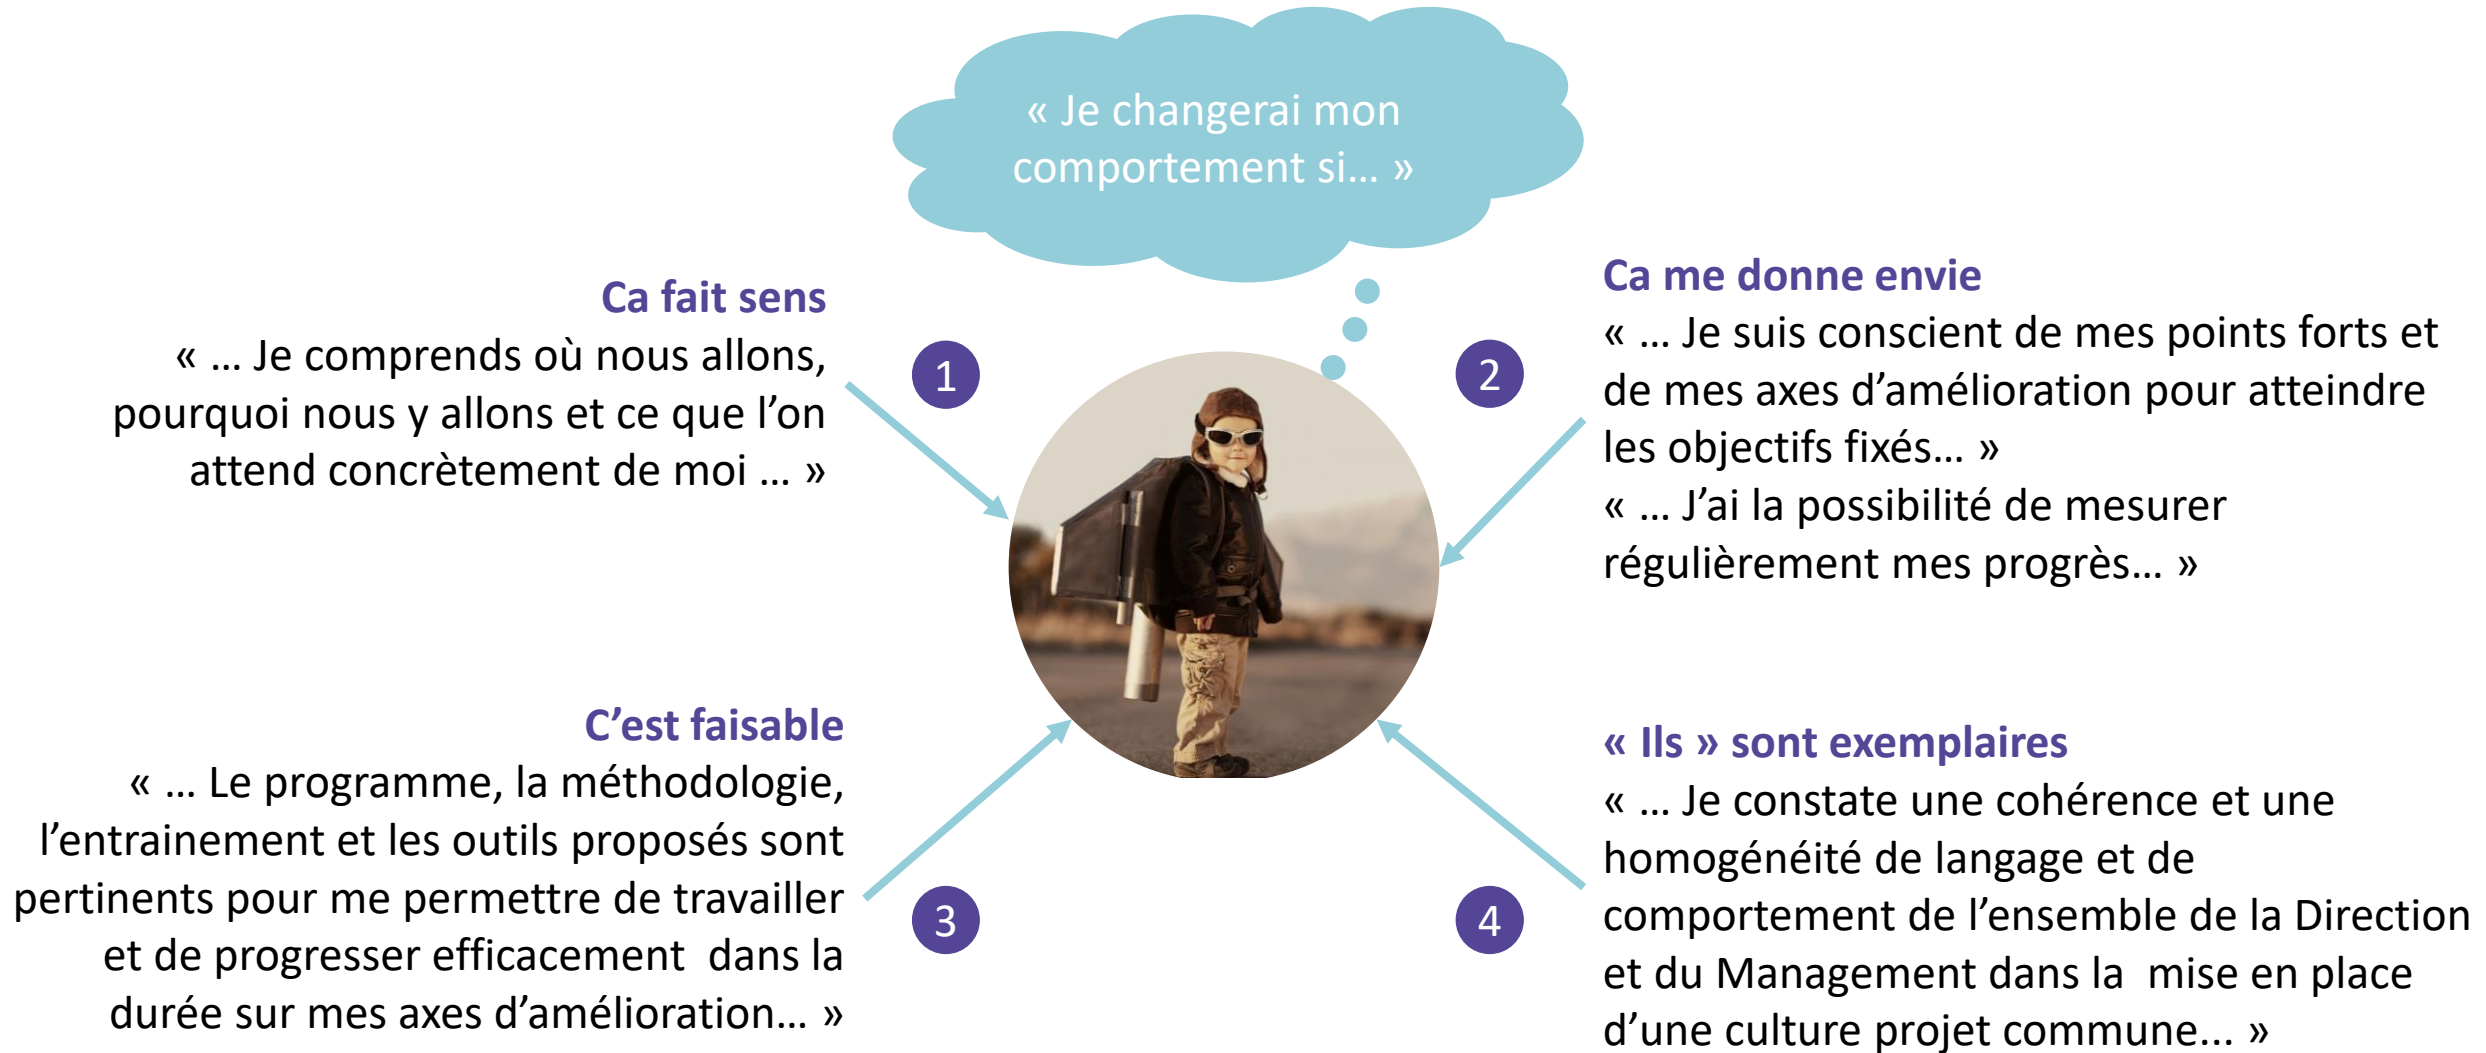 « Je changerai mon
comportement si... »
Ca fait sens
« ... Je comprends où nous allons,
pourquoi nous y allons et ce que l’on
attend concrètement de moi ... »
1
2
Ca me donne envie
« ... Je suis conscient de mes points forts et
de mes axes d’amélioration pour atteindre
les objectifs fixés... »
« ... J’ai la possibilité de mesurer
régulièrement mes progrès... »
C’est faisable
« ... Le programme, la méthodologie,
l’entrainement et les outils proposés sont
pertinents pour me permettre de travailler
et de progresser efficacement  dans la
durée sur mes axes d’amélioration... »
3
4
« Ils » sont exemplaires
« ... Je constate une cohérence et une
homogénéité de langage et de
comportement de l’ensemble de la Direction
et du Management dans la  mise en place
d’une culture projet commune... »